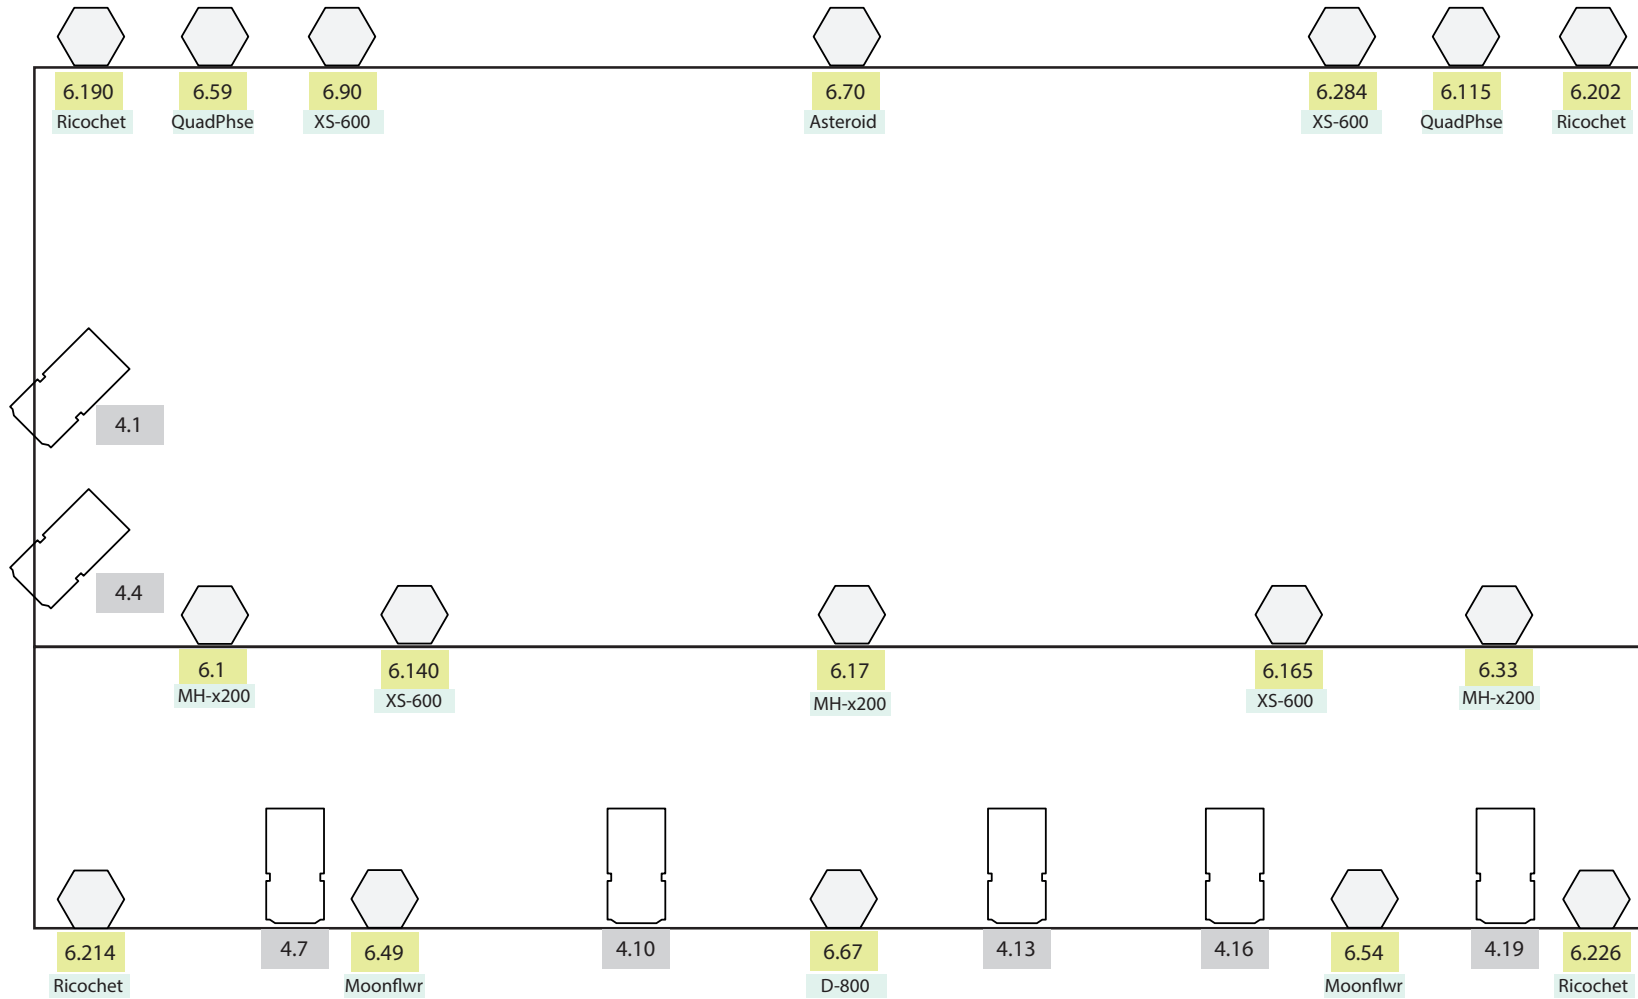 6.190 6.59 6.90 6.70 6.284 6.115 6.202
Ricochet QuadPhse XS-600 Asteroid XS-600 QuadPhse Ricochet
4.1
4.4
6.1 6.140 6.17 6.165 6.33
MH-x200 XS-600 MH-x200 XS-600 MH-x200
6.214 4.7 6.49 4.10 6.67 4.13 4.16 6.54 4.19 6.226
Ricochet Moonflwr D-800 Moonflwr Ricochet